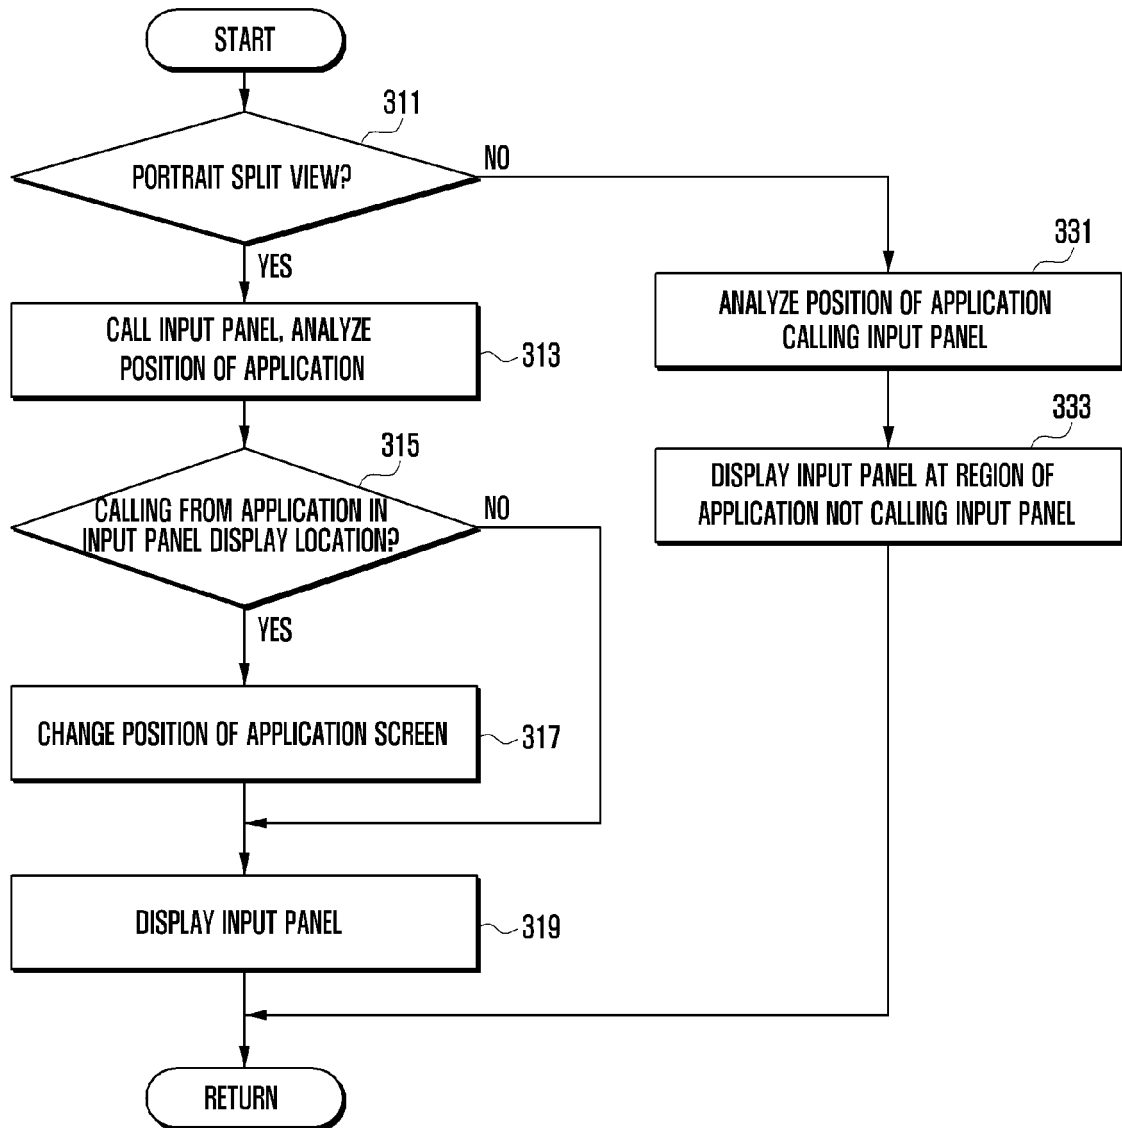 START
311
PORTRAIT SPLIT VIEW?
NO
YES
331
ANALYZE POSITION OF APPLICATION
CALLING INPUT PANEL
CALL INPUT PANEL, ANALYZE
POSITION OF APPLICATION
313
333
DISPLAY INPUT PANEL AT REGION OF
APPLICATION NOT CALLING INPUT PANEL
315
CALLING FROM APPLICATION IN
INPUT PANEL DISPLAY LOCATION?
NO
YES
CHANGE POSITION OF APPLICATION SCREEN
317
DISPLAY INPUT PANEL
319
RETURN